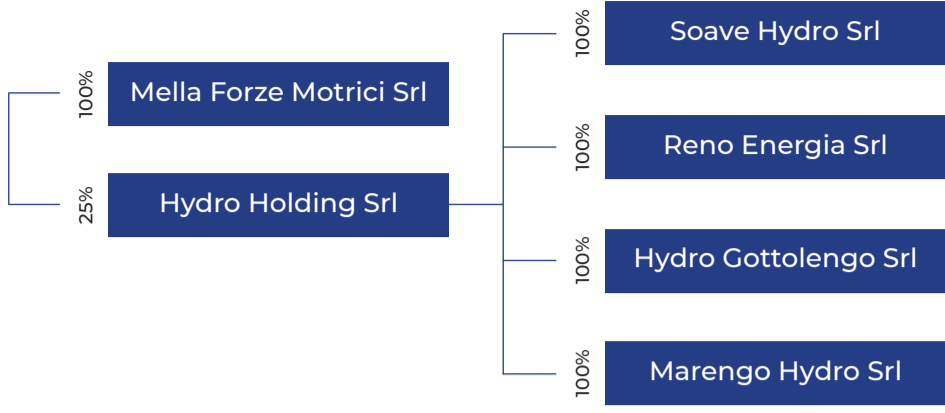 100%
Mella Forze Motrici Srl
25%
Hydro Holding Srl
100%
Soave Hydro Srl
100%
Reno Energia Srl
100%
Hydro Gottolengo Srl
100%
Marengo Hydro Srl